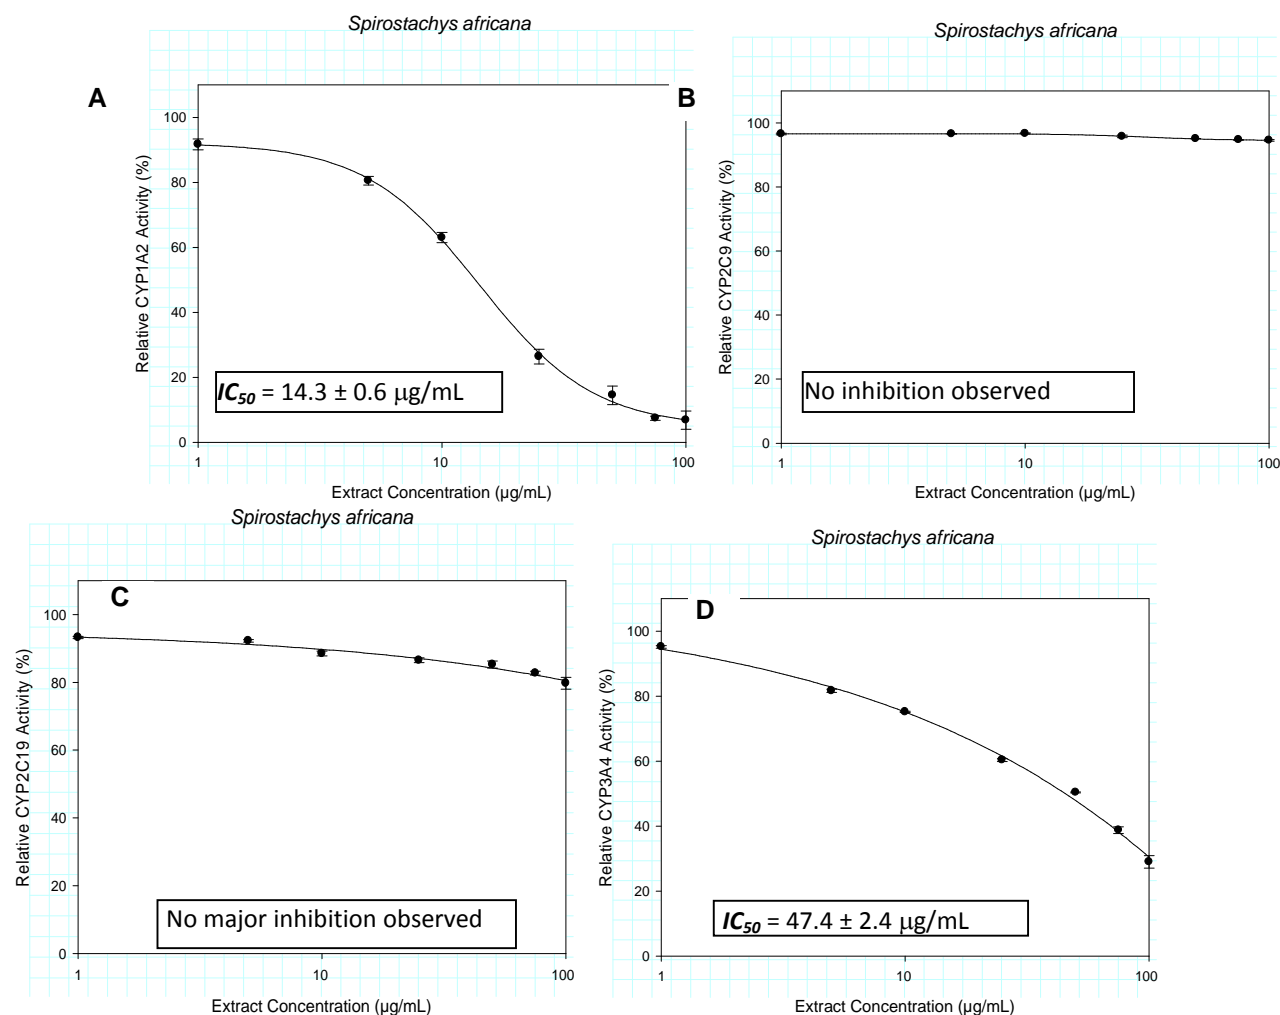 Spirostachys africana
A
Relative CYP1A2 Activity (%)
100
80
60
40
20
0
IC50 = 14.3 ± 0.6 µg/mL
1
10
100
Extract Concentration (µg/mL)
Spirostachys africana
B
Relative CYP2C9 Activity (%)
100
80
60
40
20
0
No inhibition observed
1
10
100
Extract Concentration (µg/mL)
Spirostachys africana
C
Relative CYP2C19 Activity (%)
100
80
60
40
20
0
No major inhibition observed
1
10
100
Extract Concentration (µg/mL)
Spirostachys africana
D
Relative CYP3A4 Activity (%)
100
80
60
40
20
0
IC50 = 47.4 ± 2.4 µg/mL
1
10
100
Extract Concentration (µg/mL)